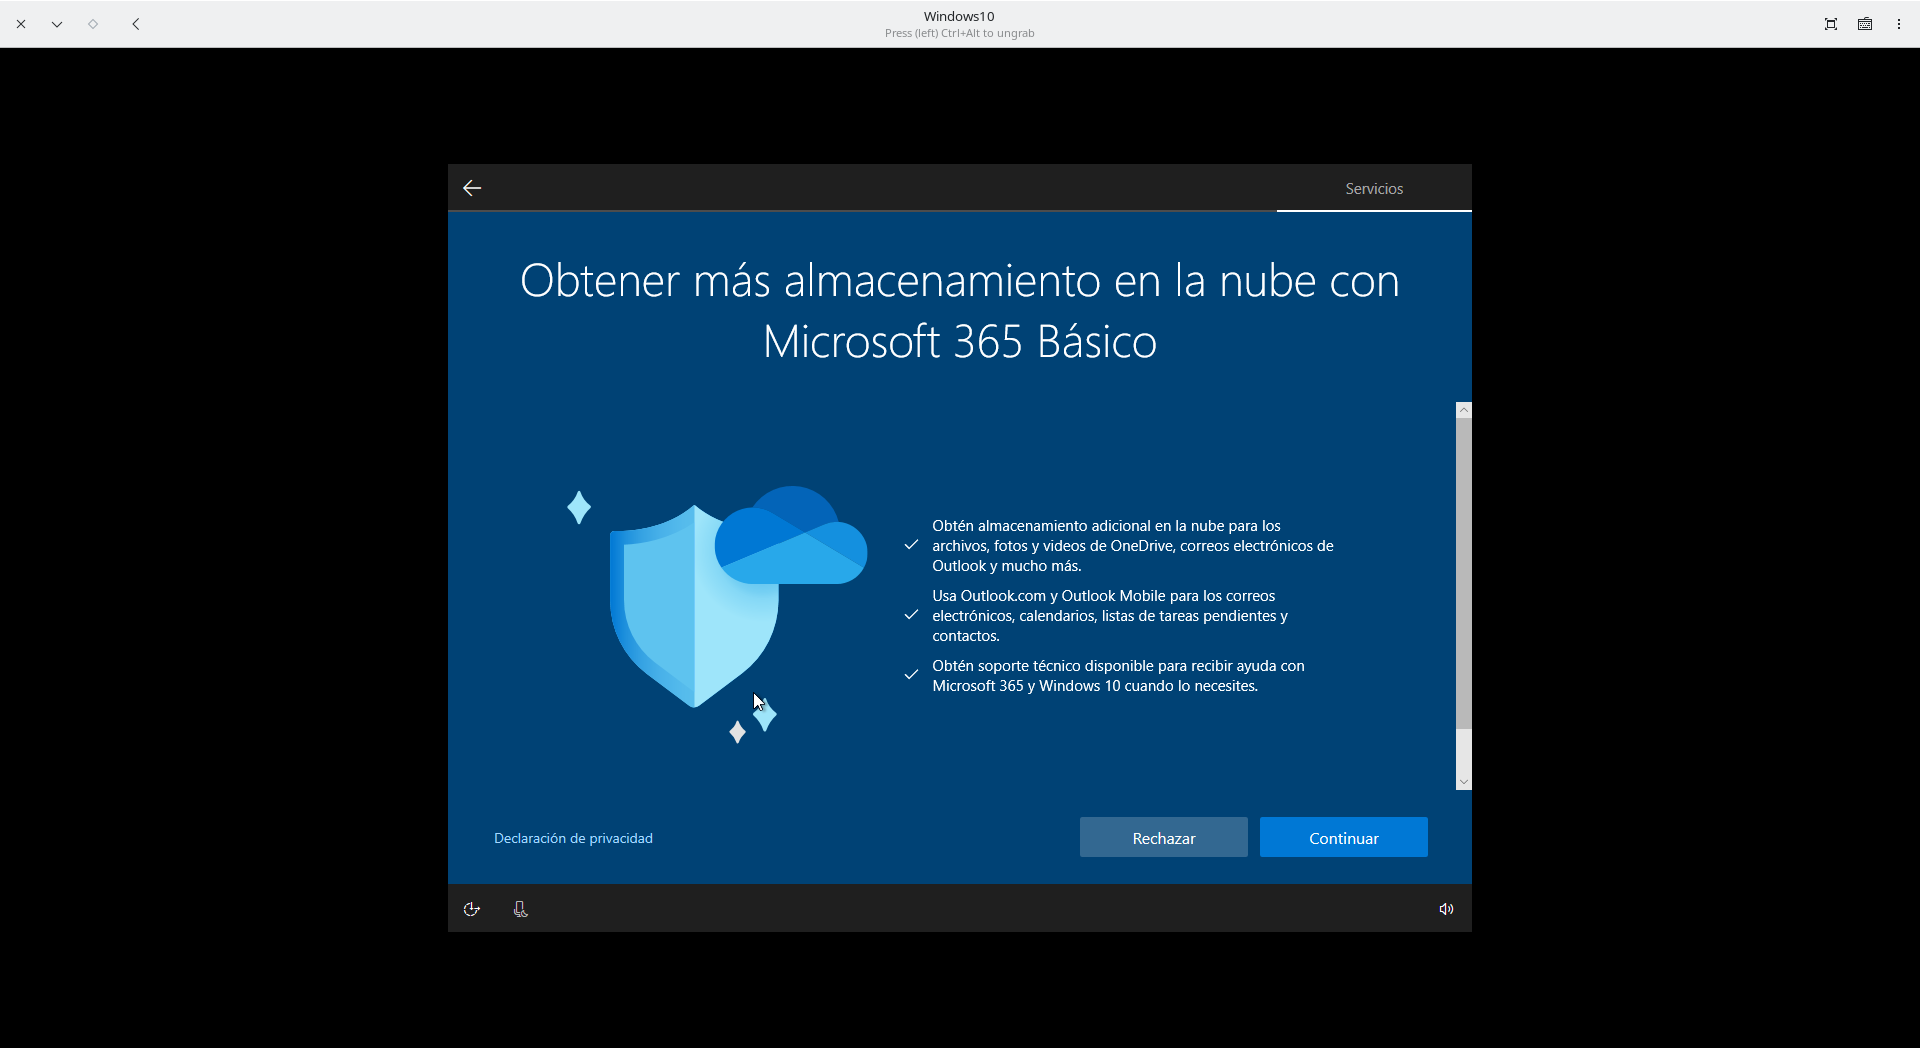 Windows10
Press (left) Ctrl+Alt to ungrab
Servicios
Obtener más almacenamiento en la nube con
Microsoft 365 Básico
Obtén almacenamiento adicional en la nube para los
archivos, fotos y videos de OneDrive, correos electrónicos de
Outlook y mucho más.
Usa Outlook.com y Outlook Mobile para los correos
electrónicos, calendarios, listas de tareas pendientes y
contactos.
Obtén soporte técnico disponible para recibir ayuda con
Microsoft 365 y Windows 10 cuando lo necesites.
Declaración de privacidad
Rechazar
Continuar